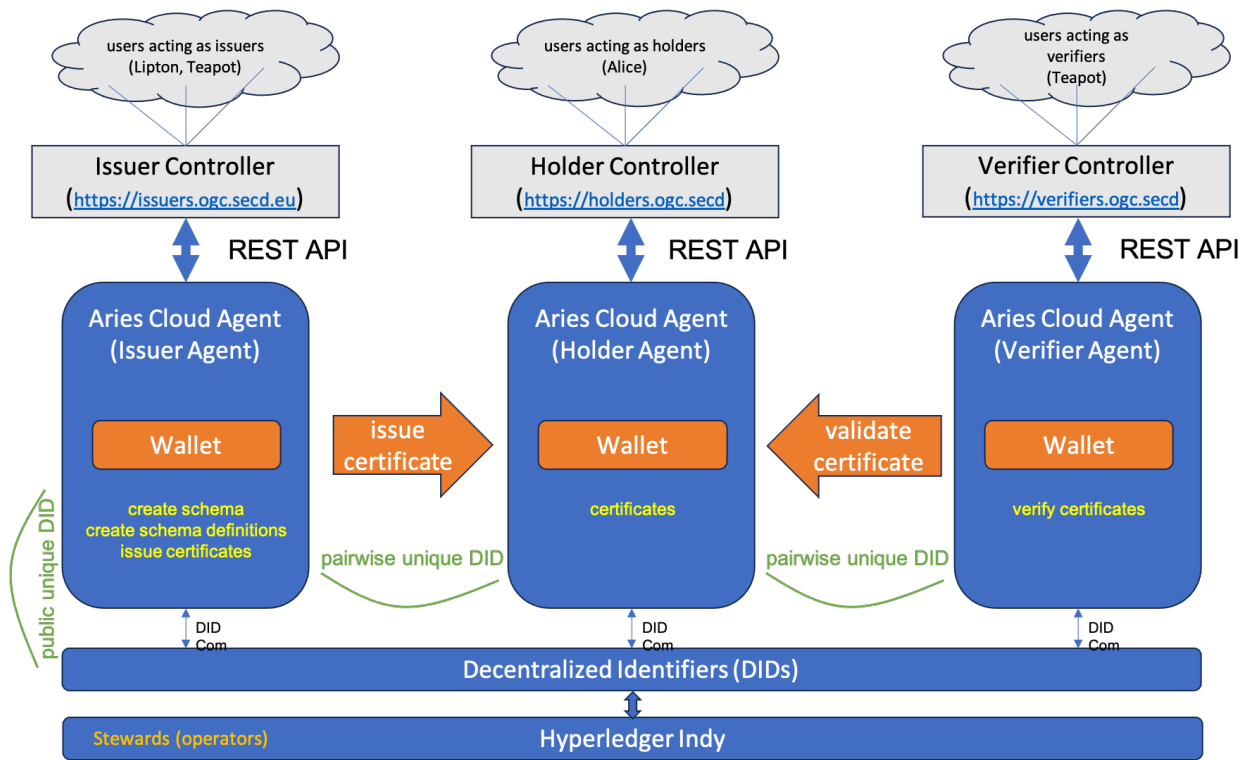 users acting as issuers
(Lipton, Teapot)
users acting as holders
(Alice)
users acting as
verifiers
(Teapot)
Issuer Controller
(https://issuers.ogc.secd.eu)
Holder Controller
(https://holders.ogc.secd)
Verifier Controller
(https://verifiers.ogc.secd)
REST API
REST API
REST API
Aries Cloud Agent
(Issuer Agent)
Aries Cloud Agent
(Holder Agent)
Aries Cloud Agent
(Verifier Agent)
Wallet
issue
certificate
Wallet
validate
certificate
Wallet
create schema
create schema definitions
issue certificates
certificates
verify certificates
public unique DID
pairwise unique DID
pairwise unique DID
DID
Com
DID
Com
DID
Com
Decentralized Identifiers (DIDs)
Stewards (operators)
Hyperledger Indy